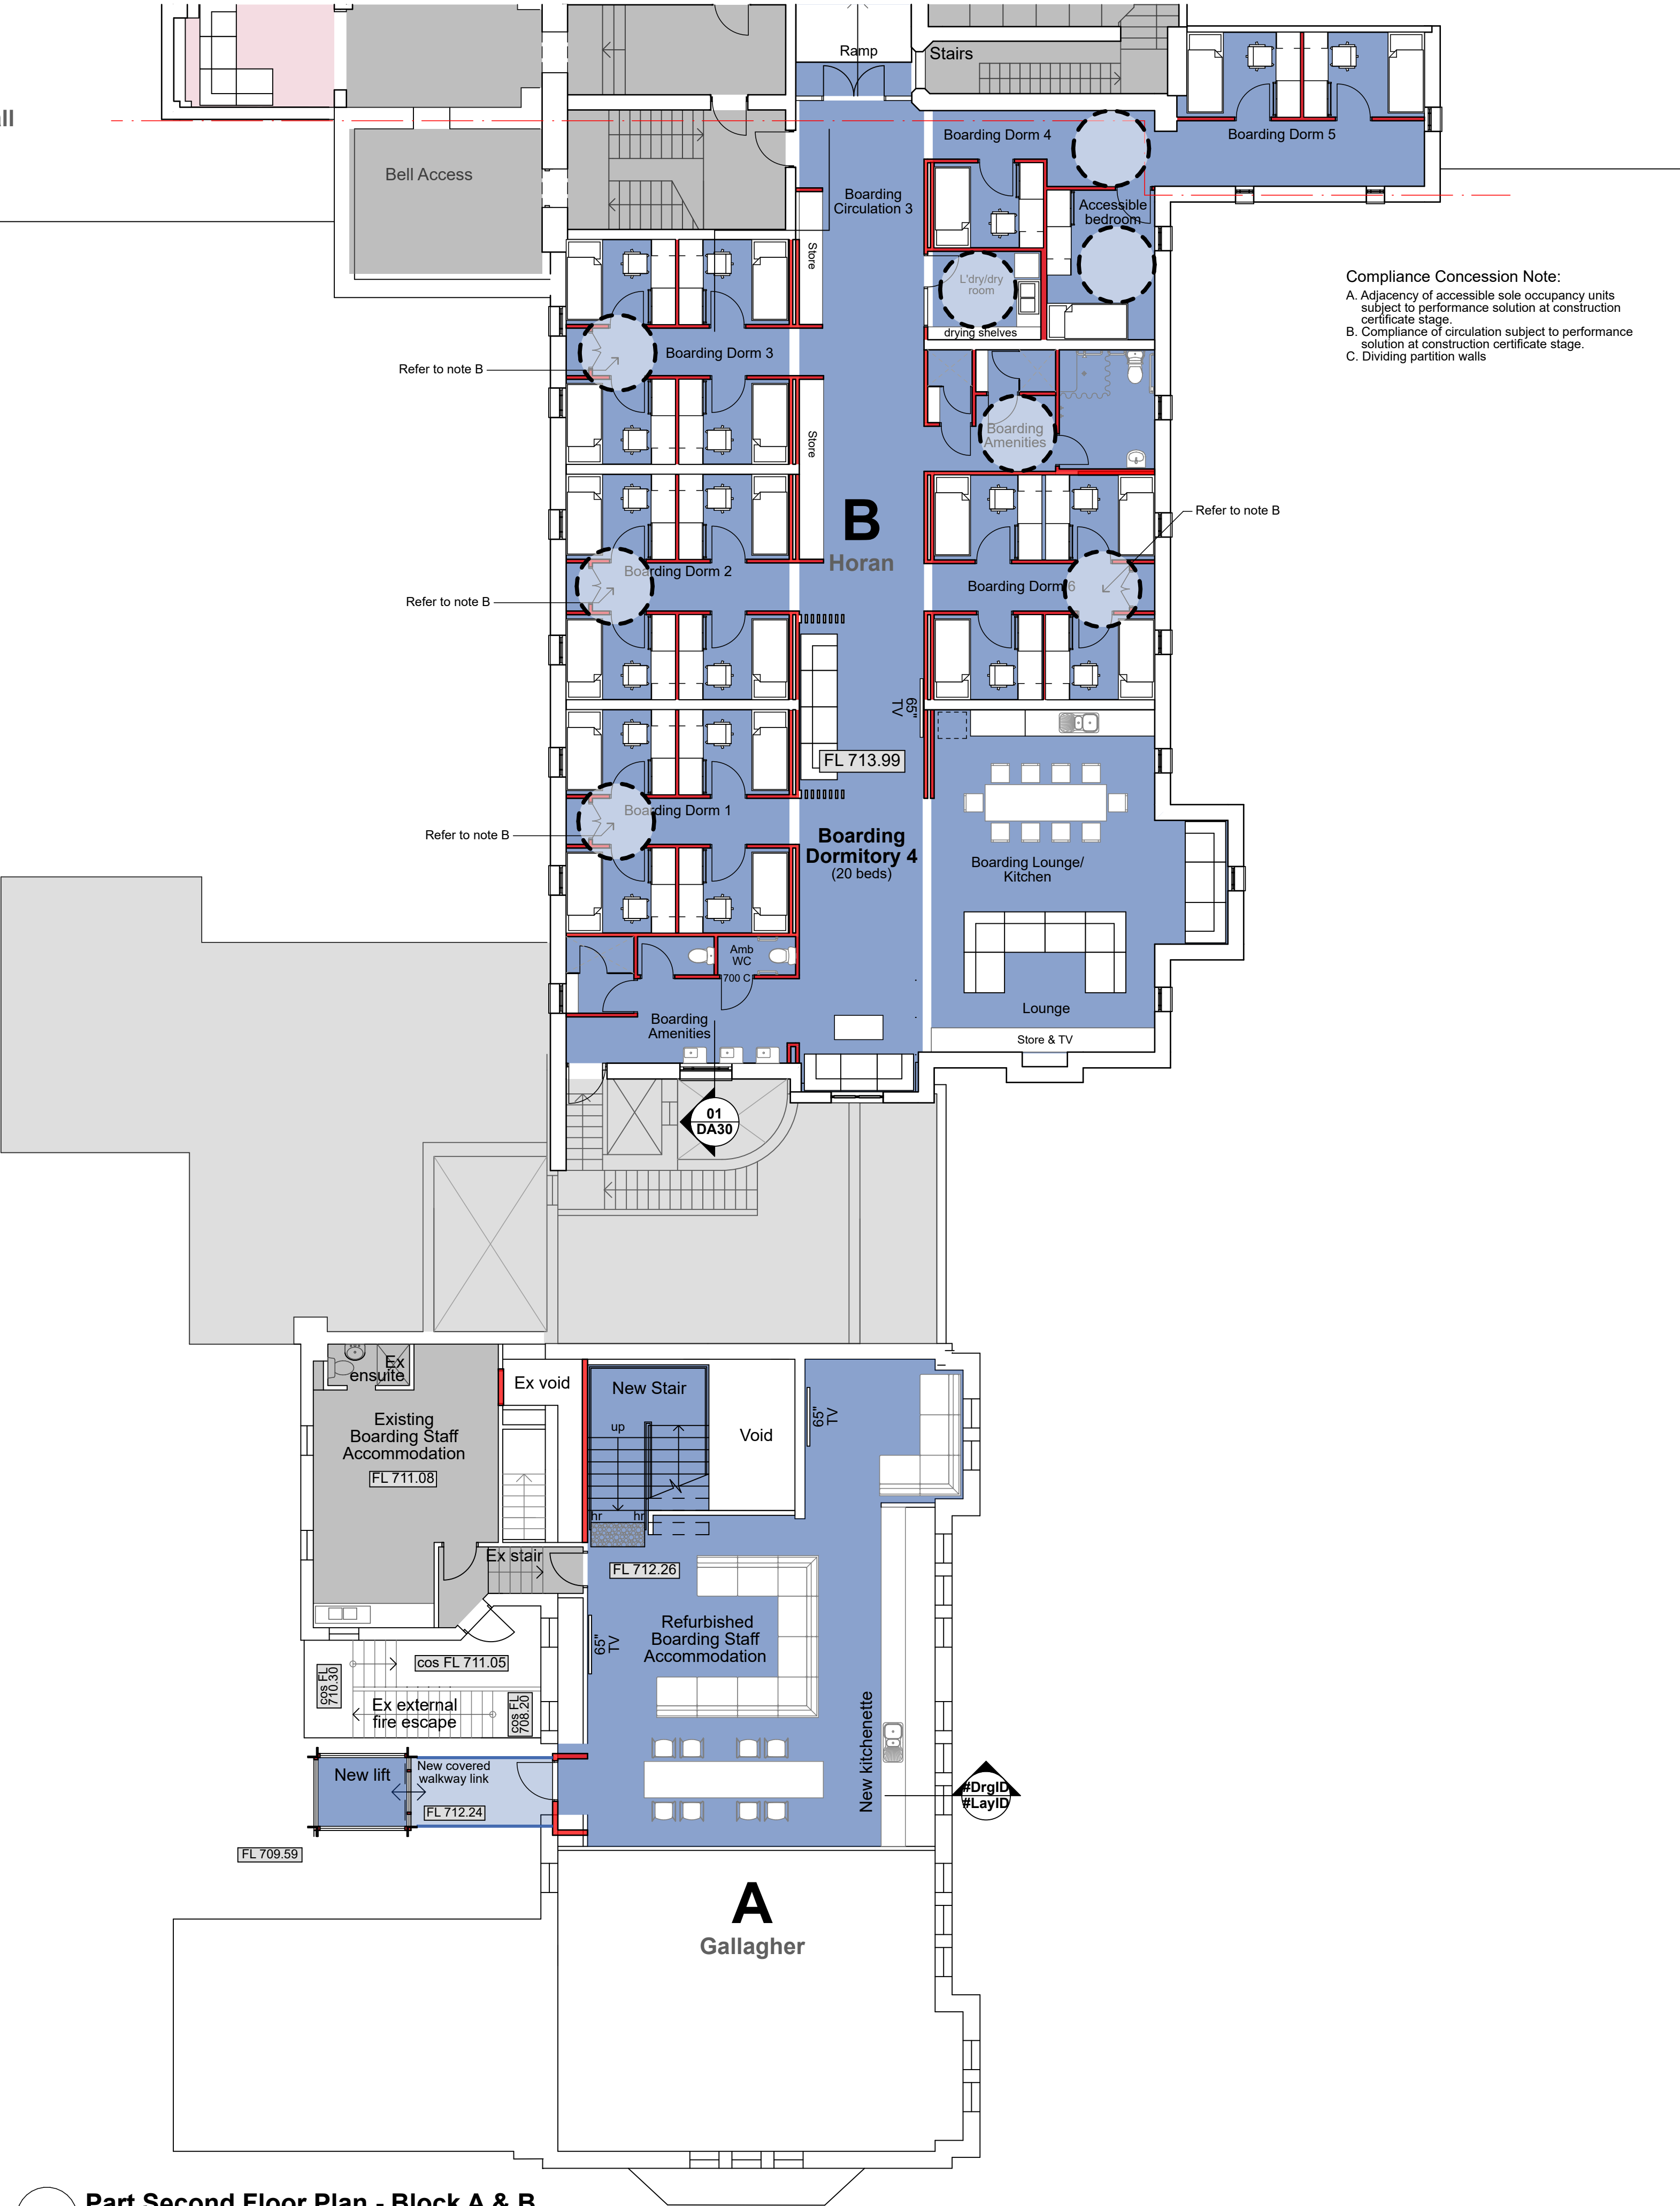 Ramp
Stairs
all
Boarding Dorm 4
Boarding Dorm 5
Bell Access
Boarding
Circulation 3
Accessible
bedroom
Store
L'dry/dry
room
drying shelves
Compliance Concession Note:
A. Adjacency of accessible sole occupancy units
subject to performance solution at construction
certificate stage.
B. Compliance of circulation subject to performance
solution at construction certificate stage.
C. Dividing partition walls
Boarding Dorm 3
Refer to note B
Store
Boarding
Amenities
Refer to note B
B
Horan
Boarding Dorm 2
Refer to note B
Boarding Dorm 6
65"
TV
FL 713.99
Boarding Dorm 1
Refer to note B
Boarding
Dormitory 4
(20 beds)
Boarding Lounge/
Kitchen
Amb
WC
700 C
Boarding
Amenities
Lounge
Store & TV
01
DA30
Ex
ensuite
Ex void
New Stair
up
Void
65"
TV
Existing
Boarding Staff
Accommodation
FL 711.08
hr
hr
Ex stair
FL 712.26
Refurbished
Boarding Staff
Accommodation
65"
TV
cos FL 711.05
cos FL
710.30
Ex external
fire escape
cos FL
708.20
New kitchenette
New lift
New covered
walkway link
FL 712.24
#DrgID
#LayID
FL 709.59
A
Gallagher
Part Second Floor Plan - Block A & B